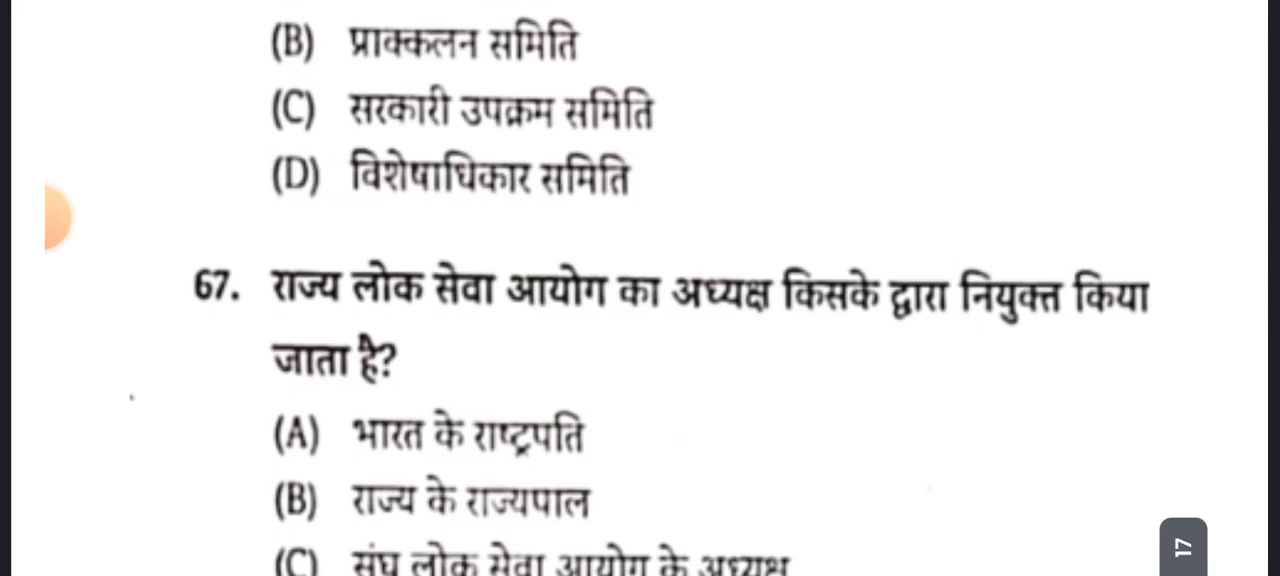 (B) प्राक्कलन समिति
(C) सरकारी उपक्रम समिति
(D) विशेषाधिकार समिति
67. राज्य लोक सेवा आयोग का अध्यक्ष किसके द्वारा नियुक्त किया
जाता है?
(A) भारत के राष्ट्रपति
(B) राज्य के राज्यपाल
(C) संघ लोक सेवा आयोग के अध्यक्ष
17